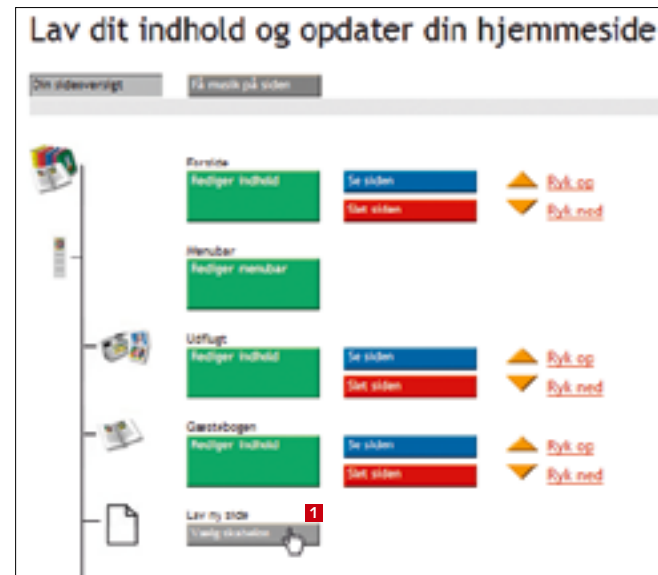 Lav dit indhold og opdater din hjemmeside
Din sideoversigt
Få musik på siden
Forside
Rediger indhold
Se siden
Slet siden
Ryk op
Ryk ned
Menubar
Rediger menubar
Udflugt
Rediger indhold
Se siden
Slet siden
Ryk op
Ryk ned
Gæstebogen
Rediger indhold
Se siden
Slet siden
Ryk op
Ryk ned
Lav ny side
1
Vælg skabelon